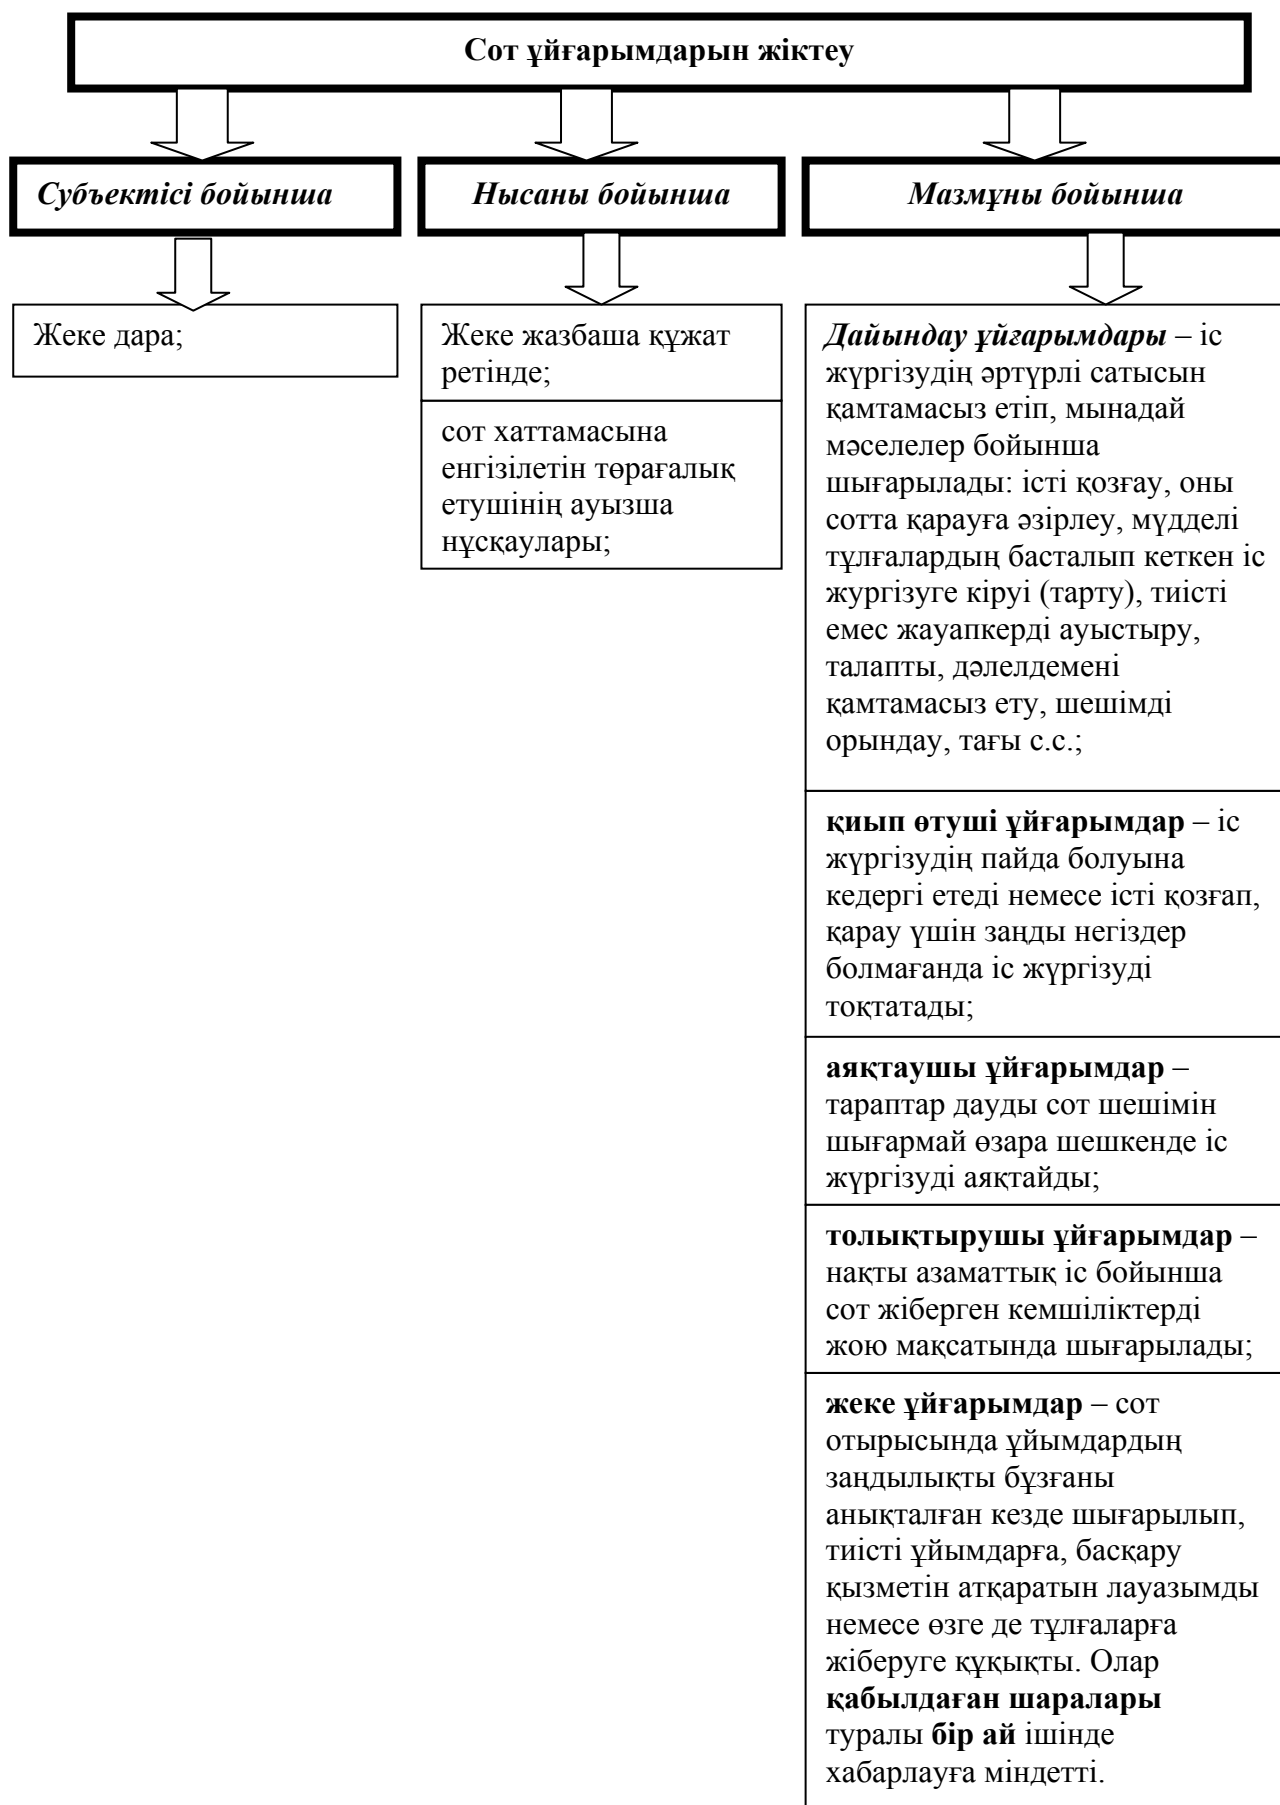 Сот ұйғарымдарын жіктеу
Субъектісі бойынша
Нысаны бойынша
Мазмұны бойынша
Жеке дара;
Жеке жазбаша құжат
ретінде;
сот хаттамасына
енгізілетін төрағалық
етушінің ауызша
нұсқаулары;
Дайындау ұйғарымдары – іс
жүргізудің әртүрлі сатысын
қамтамасыз етіп, мынадай
мәселелер бойынша
шығарылады: істі қозғау, оны
сотта қарауға әзірлеу, мүдделі
тұлғалардың басталып кеткен іс
жургізуге кіруі (тарту), тиісті
емес жауапкерді ауыстыру,
талапты, дәлелдемені
қамтамасыз ету, шешімді
орындау, тағы с.с.;
қиып өтуші ұйғарымдар – іс
жүргізудің пайда болуына
кедергі етеді немесе істі қозғап,
қарау үшін заңды негіздер
болмағанда іс жүргізуді
тоқтатады;
аяқтаушы ұйғарымдар –
тараптар дауды сот шешімін
шығармай өзара шешкенде іс
жүргізуді аяқтайды;
толықтырушы ұйғарымдар –
нақты азаматтық іс бойынша
сот жіберген кемшіліктерді
жою мақсатында шығарылады;
жеке ұйғарымдар – сот
отырысында ұйымдардың
заңдылықты бұзғаны
анықталған кезде шығарылып,
тиісті ұйымдарға, басқару
қызметін атқаратын лауазымды
немесе өзге де тұлғаларға
жіберуге құқықты. Олар
қабылдаған шаралары
туралы бір ай ішінде
хабарлауға міндетті.